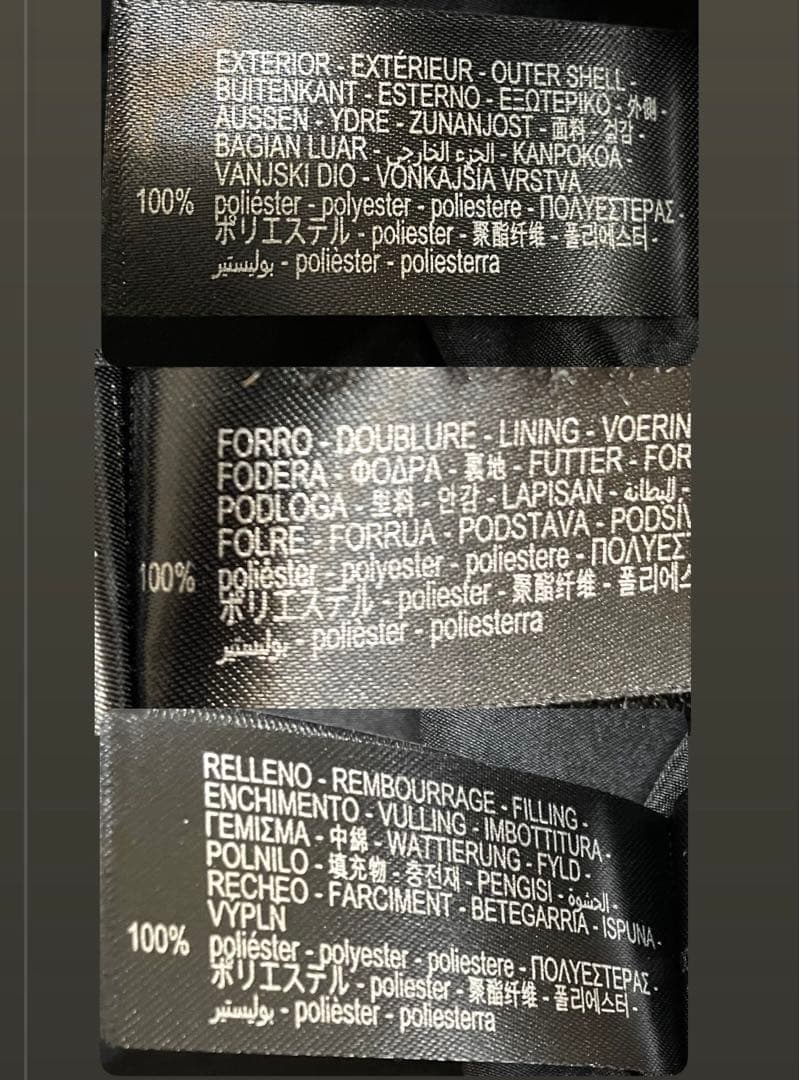 EXTERIOR - EXTÉRIEUR - OUTER SHELL -
BUITENKANT - ESTERNO - ΕΞΩΤΕΡΙΚΟ - 外側 -
AUSSEN - YDRE - ZUNANJOST - 面料 - 겉감 -
BAGIAN LUAR - الجزء الخارجي - KANPOKOA -
VANJSKI DIO - VONKAJŠIA VRSTVA
100% poliéster - polyester - poliestere - ΠΟΛΥΕΣΤΕΡΑΣ -
ポリエステル - poliester - 聚酯纤维 - 폴리에스터 -
بوليستير - polièster - poliesterra
FORRO - DOUBLURE - LINING - VOERIN
FODERA - ΦΟΔΡΑ - 裏地 - FUTTER - FOR
PODLOGA - 里料 - 안감 - LAPISAN - البطانة -
FOLRE - FORRUA - PODSTAVA - PODŠÍV
100% poliéster - polyester - poliestere - ΠΟΛΥΕΣ
ポリエステル - poliester - 聚酯纤维 - 폴리에스
بوليستير - polièster - poliesterra
RELLENO - REMBOURRAGE - FILLING -
ENCHIMENTO - VULLING - IMBOTTITURA -
ΓΕΜΙΣΜΑ - 中錦 - WATTIERUNG - FYLD -
POLNILO - 填充物 - 충전재 - PENGISI - الحشوة -
RECHEO - FARCIMENT - BETEGARRIA - ISPUNA -
VÝPLŇ
100% poliéster - polyester - poliestere - ΠΟΛΥΕΣΤΕΡΑΣ -
ポリエステル - poliester - 聚酯纤维 - 폴리에스터 -
بوليستير - polièster - poliesterra